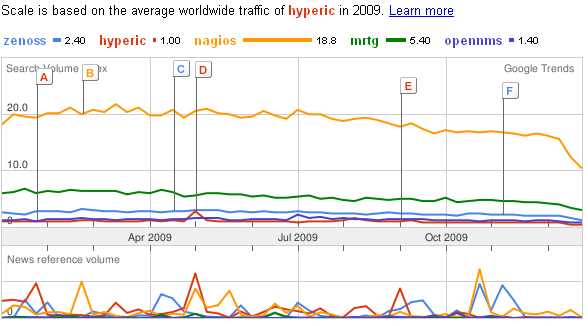 Scale is based on the average worldwide traffic of hyperic in 2009. Learn more
zenoss 2.40 hyperic 1.00 nagios 18.8 mrtg 5.40 opennms 1.40
Search Volume Index Google Trends
A B C D E F
20.0
10.0
0
Apr 2009 Jul 2009 Oct 2009
News reference volume
0